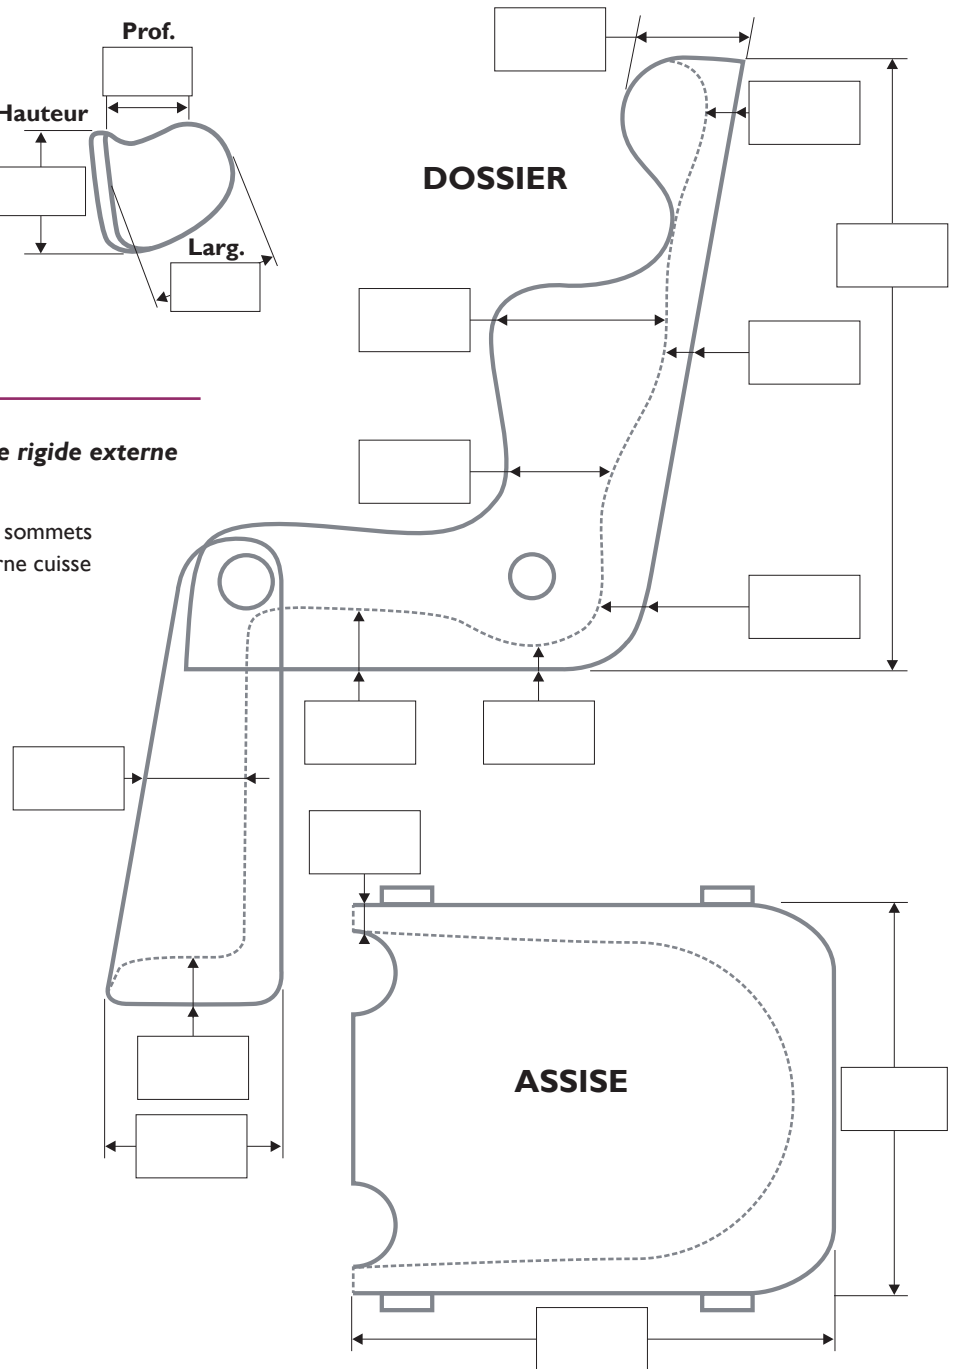 Prof.
Hauteur
Larg.
DOSSIER
e rigide externe
sommets
rne cuisse
ASSISE